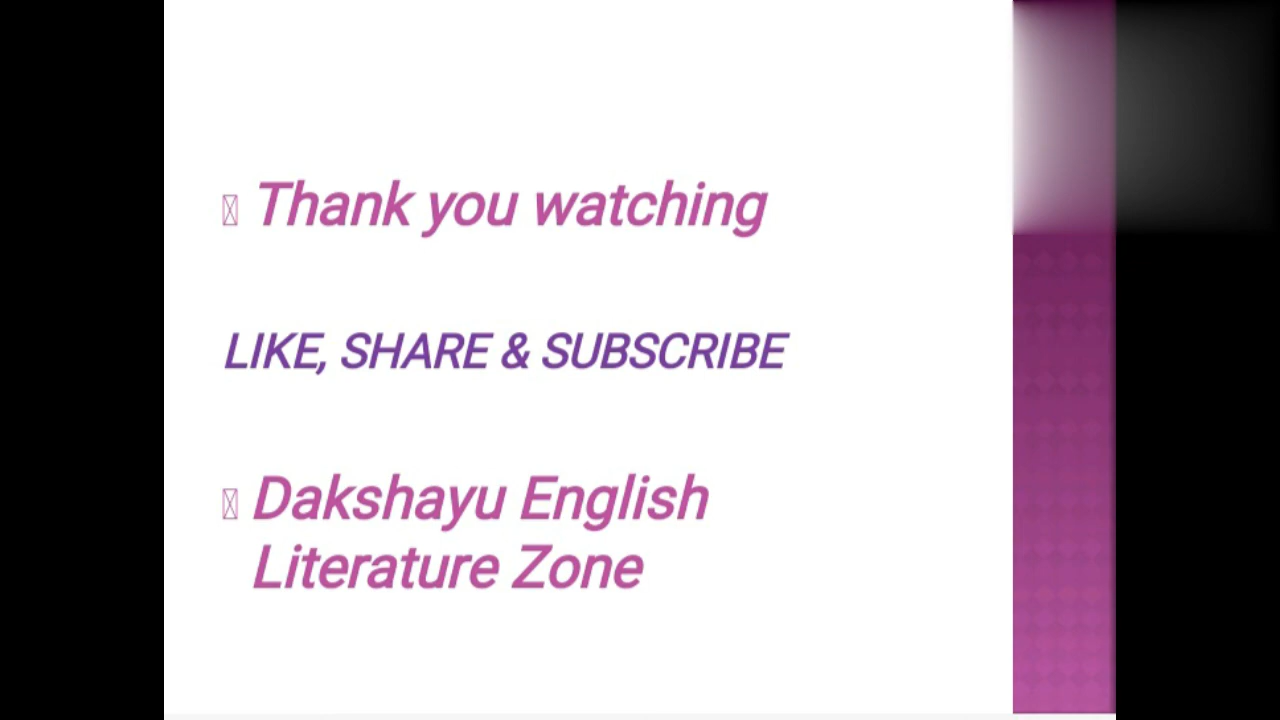 Thank you watching
LIKE, SHARE & SUBSCRIBE
Dakshayu English
Literature Zone